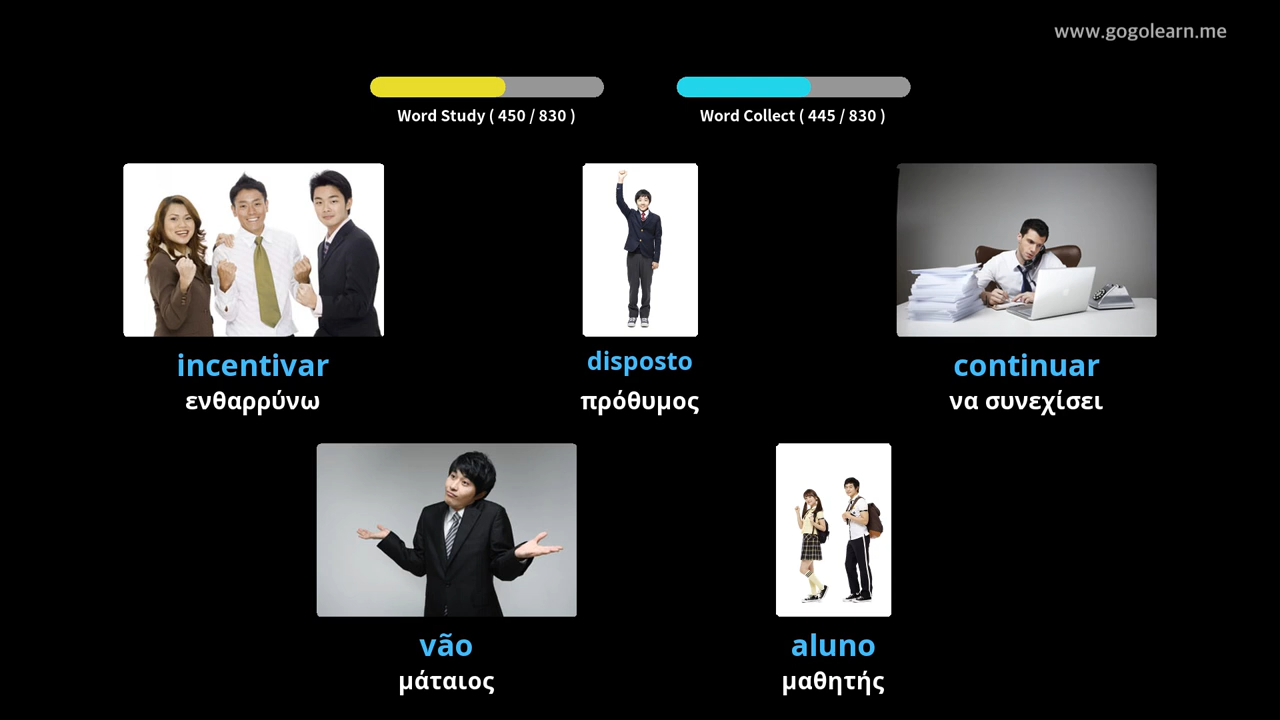 www.gogolearn.me
Word Study ( 450 / 830 )
Word Collect ( 445 / 830 )
incentivar
ενθαρρύνω
disposto
πρόθυμος
continuar
να συνεχίσει
vão
μάταιος
aluno
μαθητής